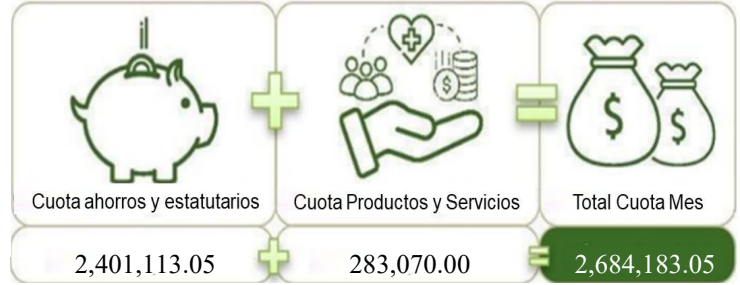 Cuota ahorros y estatutarios
Cuota Productos y Servicios
Total Cuota Mes
2,401,113.05
283,070.00
2,684,183.05